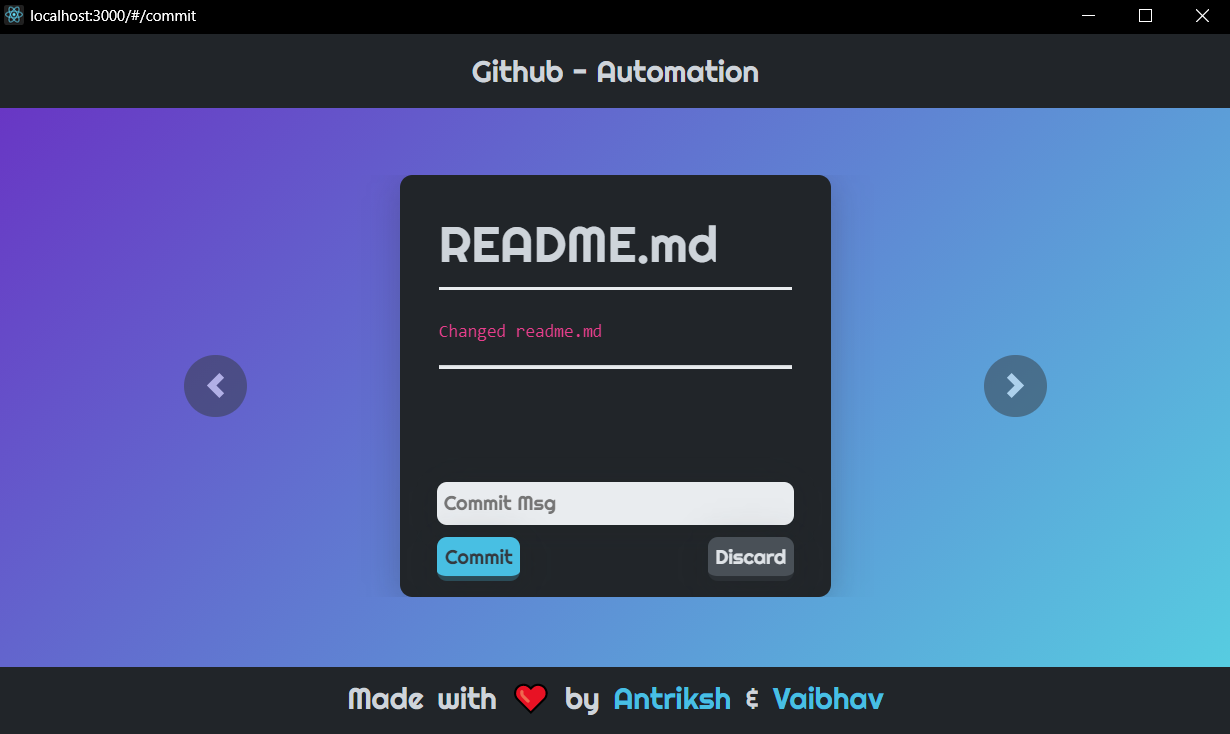 localhost:3000/#/commit
Github - Automation
README.md
Changed readme.md
Commit Msg
Commit
Discard
Made with ❤ by Antriksh & Vaibhav